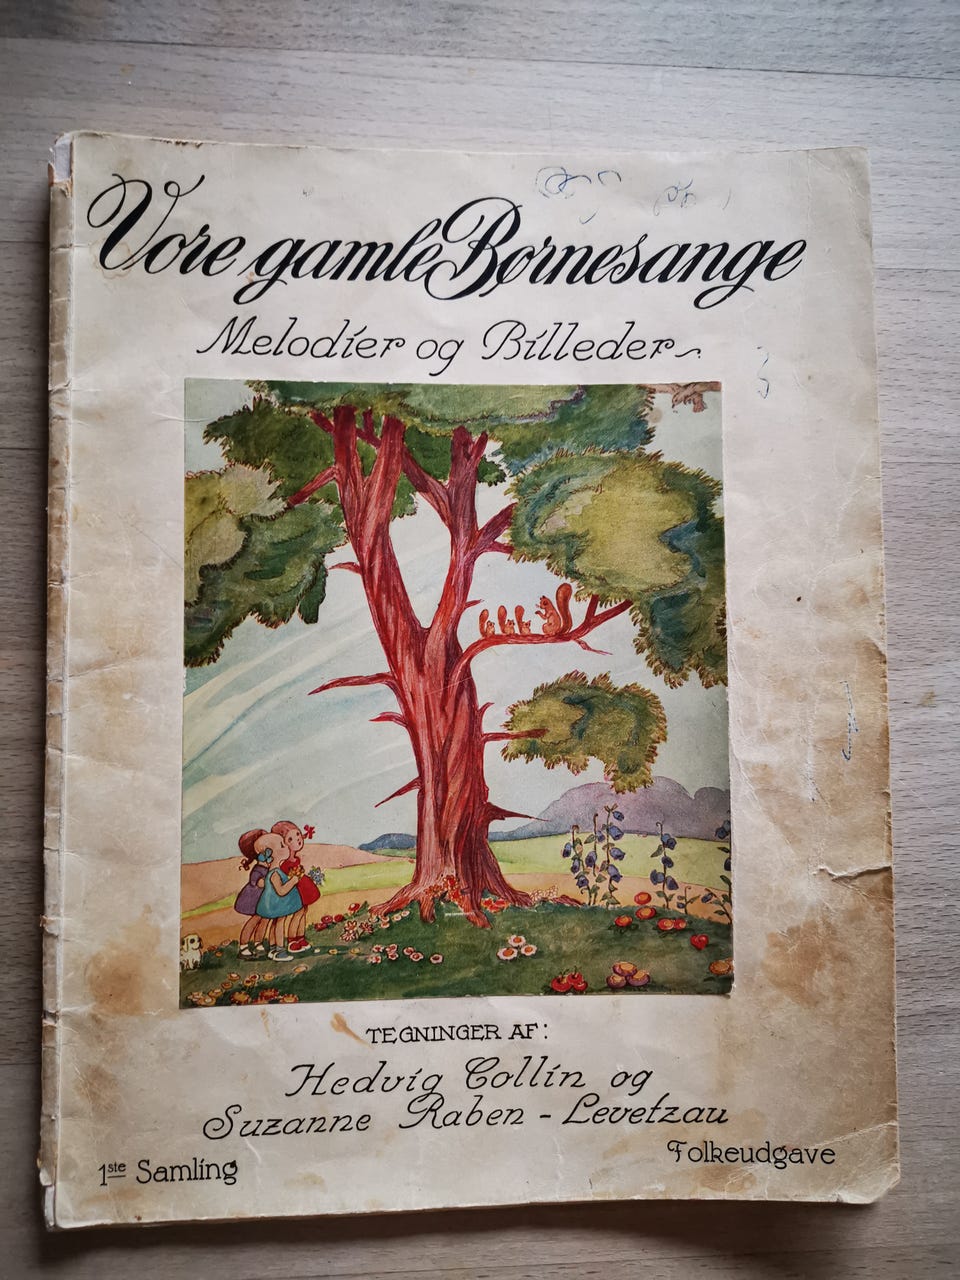 Vore gamle Børnesange
Melodier og Billeder
TEGNINGER AF:
Hedvig Collin og
Suzanne Raben - Levetzau
Folkeudgave
1ste Samling